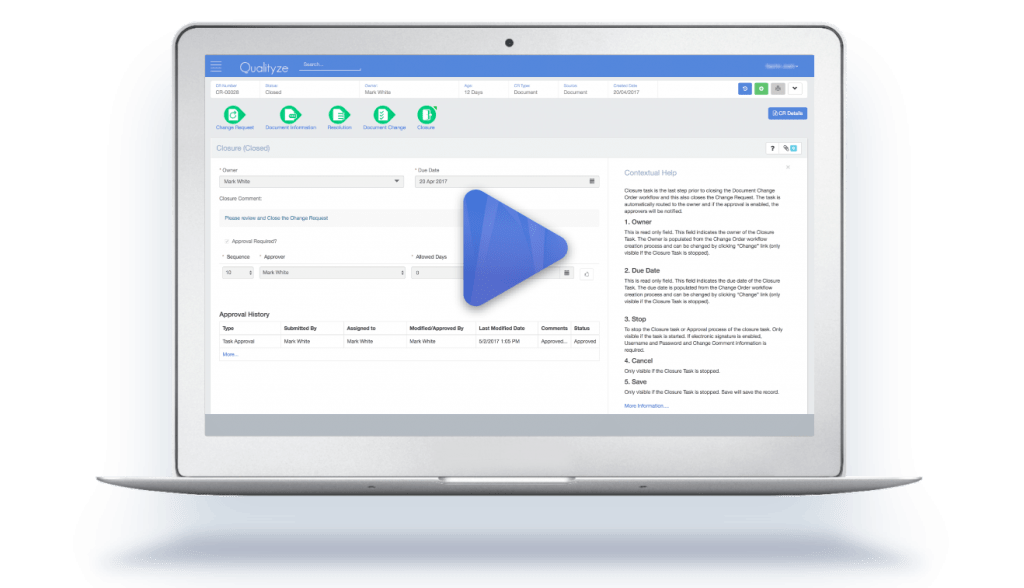 Qualityze
Search...
CR Number Status Owner Age CR Type Source Created Date
CR-00028 Closed Mark White 13 Days Document Document 20/04/2017
Change Request Document Information Resolution Document Change Closure
CR Details
Closure (Closed)
?
* Owner * Due Date
Mark White 23 Apr 2017
Closure Comment:
Please review and Close the Change Request
Approval Required?
* Sequence * Approver * Allowed Days
10 Mark White 0
Approval History
Type Submitted By Assigned to Modified/Approved By Last Modified Date Comments Status
Task Approval Mark White Mark White Mark White 5/2/2017 1:05 PM Approved... Approved
More...
Contextual Help
Closure task is the last step prior to closing the Document Change
Order workflow and this also closes the Change Request. The task is
automatically routed to the owner and if the approval is enabled, the
approvers will be notified.
1. Owner
This is read only field. This field indicates the owner of the Closure
Task. The Owner is populated from the Change Order workflow
creation process and can be changed by clicking "Change" link (only
visible if the Closure Task is stopped).
2. Due Date
This is read only field. This field indicates the due date of the Closure
Task. The due date is populated from the Change Order workflow
creation process and can be changed by clicking "Change" link (only
visible if the Closure Task is stopped).
3. Stop
To stop the Closure task or Approval process of the closure task. Only
visible if the task is started. If electronic signature is enabled,
Username and Password and Change Comment information is
required.
4. Cancel
Only visible if the Closure Task is stopped.
5. Save
Only visible if the Closure Task is stopped. Save will save the record.
More Information....